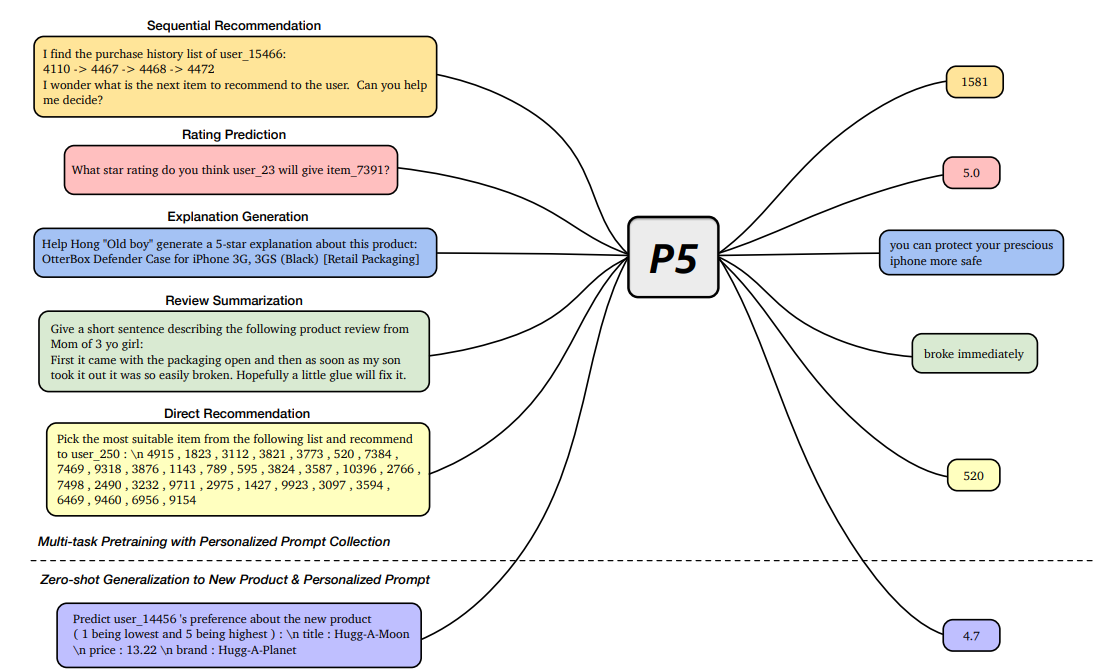 Sequential Recommendation
I find the purchase history list of user_15466:
4110 -> 4467 -> 4468 -> 4472
I wonder what is the next item to recommend to the user. Can you help
me decide?
1581
Rating Prediction
What star rating do you think user_23 will give item_7391?
5.0
Explanation Generation
Help Hong "Old boy" generate a 5-star explanation about this product:
OtterBox Defender Case for iPhone 3G, 3GS (Black) [Retail Packaging]
P5
you can protect your prescious
iphone more safe
Review Summarization
Give a short sentence describing the following product review from
Mom of 3 yo girl:
First it came with the packaging open and then as soon as my son
took it out it was so easily broken. Hopefully a little glue will fix it.
broke immediately
Direct Recommendation
Pick the most suitable item from the following list and recommend
to user_250 : \n 4915 , 1823 , 3112 , 3821 , 3773 , 520 , 7384 ,
7469 , 9318 , 3876 , 1143 , 789 , 595 , 3824 , 3587 , 10396 , 2766 ,
7498 , 2490 , 3232 , 9711 , 2975 , 1427 , 9923 , 3097 , 3594 ,
6469 , 9460 , 6956 , 9154
520
Multi-task Pretraining with Personalized Prompt Collection
Zero-shot Generalization to New Product & Personalized Prompt
Predict user_14456 's preference about the new product
( 1 being lowest and 5 being highest ) : \n title : Hugg-A-Moon
\n price : 13.22 \n brand : Hugg-A-Planet
4.7